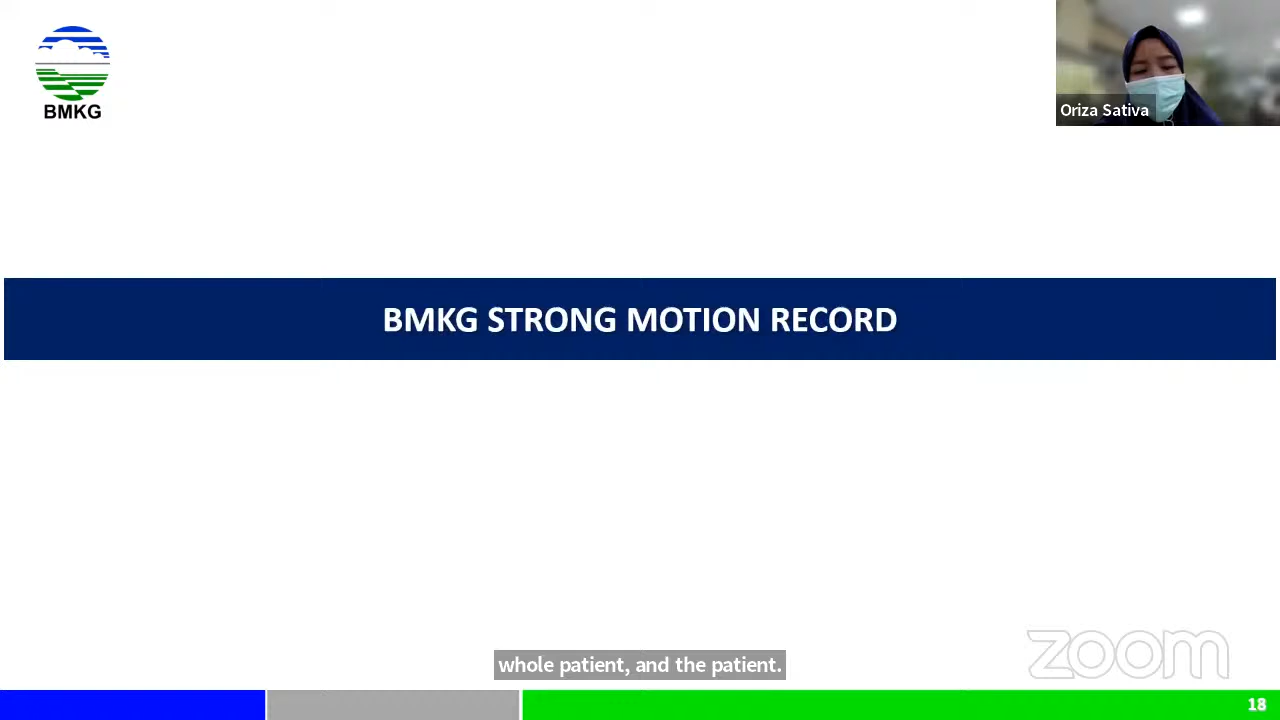 BMKG
Oriza Sativa
BMKG STRONG MOTION RECORD
zoom
whole patient, and the patient.
18